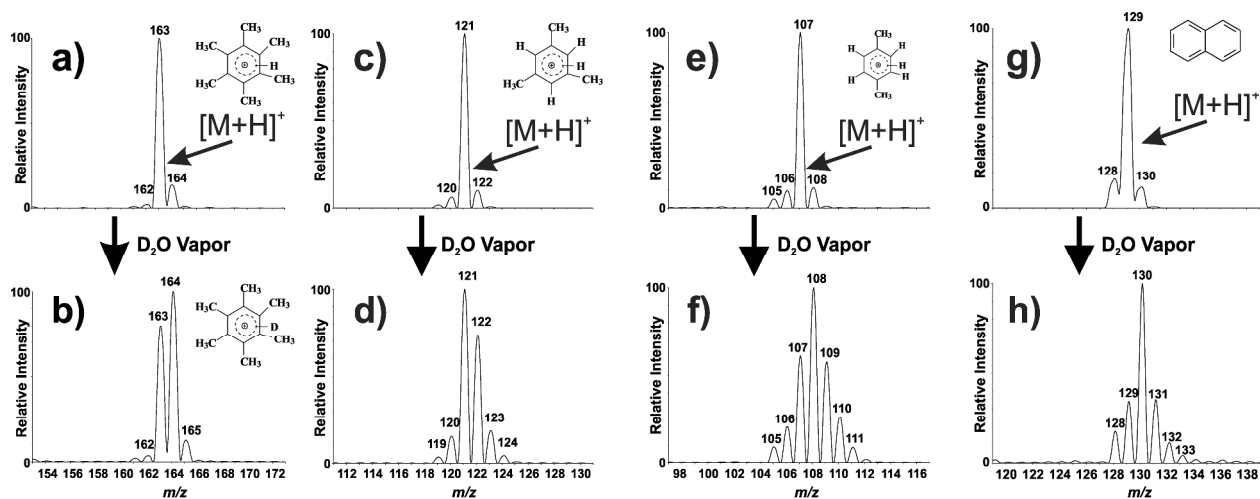 a)
Relative Intensity
100
0
163
162
164
CH₃
H₃C
CH₃
H
H₃C
CH₃
CH₃
[M+H]⁺
c)
Relative Intensity
100
0
121
120
122
CH₃
H
H
H
H₃C
CH₃
H
[M+H]⁺
e)
Relative Intensity
100
0
107
105
106
108
CH₃
H
H
H
H
H
CH₃
[M+H]⁺
g)
Relative Intensity
100
0
129
128
130
[M+H]⁺
D₂O Vapor
D₂O Vapor
D₂O Vapor
D₂O Vapor
b)
Relative Intensity
100
0
164
163
162
165
CH₃
H₃C
CH₃
D
H₃C
CH₃
CH₃
154 156 158 160 162 164 166 168 170 172
m/z
d)
Relative Intensity
100
0
121
122
120
119
123
124
112 114 116 118 120 122 124 126 128 130
m/z
f)
Relative Intensity
100
0
108
107
109
106
110
105
111
98 100 102 104 106 108 110 112 114 116
m/z
h)
Relative Intensity
100
0
130
129
131
128
132
133
120 122 124 126 128 130 132 134 136 138
m/z